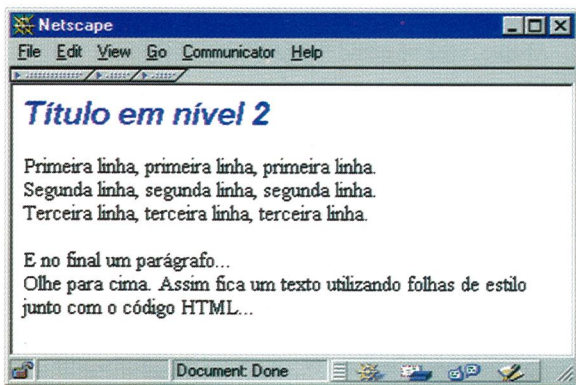 Netscape
File Edit View Go Communicator Help
Título em nível 2
Primeira linha, primeira linha, primeira linha.
Segunda linha, segunda linha, segunda linha.
Terceira linha, terceira linha, terceira linha.
E no final um parágrafo...
Olhe para cima. Assim fica um texto utilizando folhas de estilo
junto com o código HTML...
Document: Done